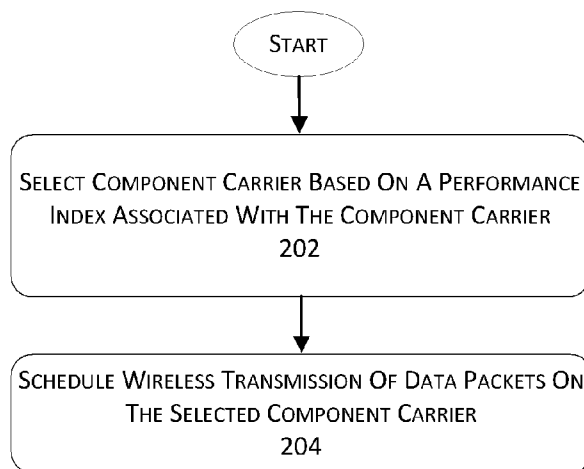 START
SELECT COMPONENT CARRIER BASED ON A PERFORMANCE
INDEX ASSOCIATED WITH THE COMPONENT CARRIER
202
SCHEDULE WIRELESS TRANSMISSION OF DATA PACKETS ON
THE SELECTED COMPONENT CARRIER
204